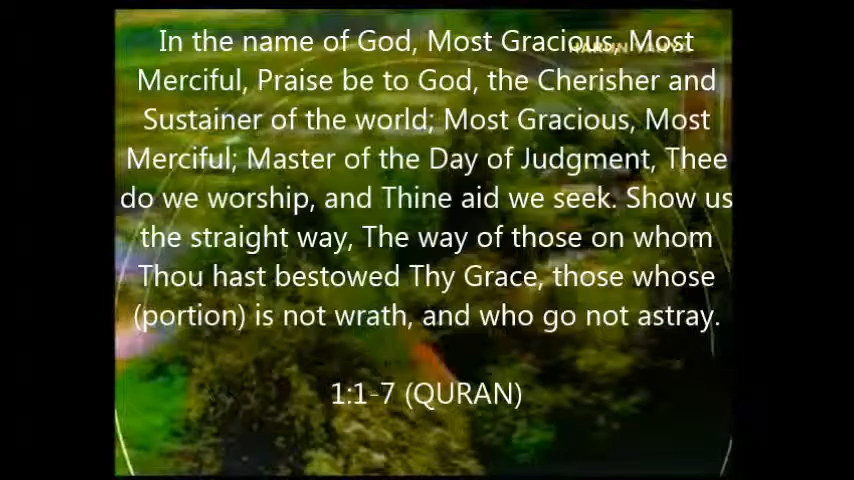 In the name of God, Most Gracious, Most
Merciful, Praise be to God, the Cherisher and
Sustainer of the world; Most Gracious, Most
Merciful; Master of the Day of Judgment, Thee
do we worship, and Thine aid we seek. Show us
the straight way, The way of those on whom
Thou hast bestowed Thy Grace, those whose
(portion) is not wrath, and who go not astray.
1:1-7 (QURAN)